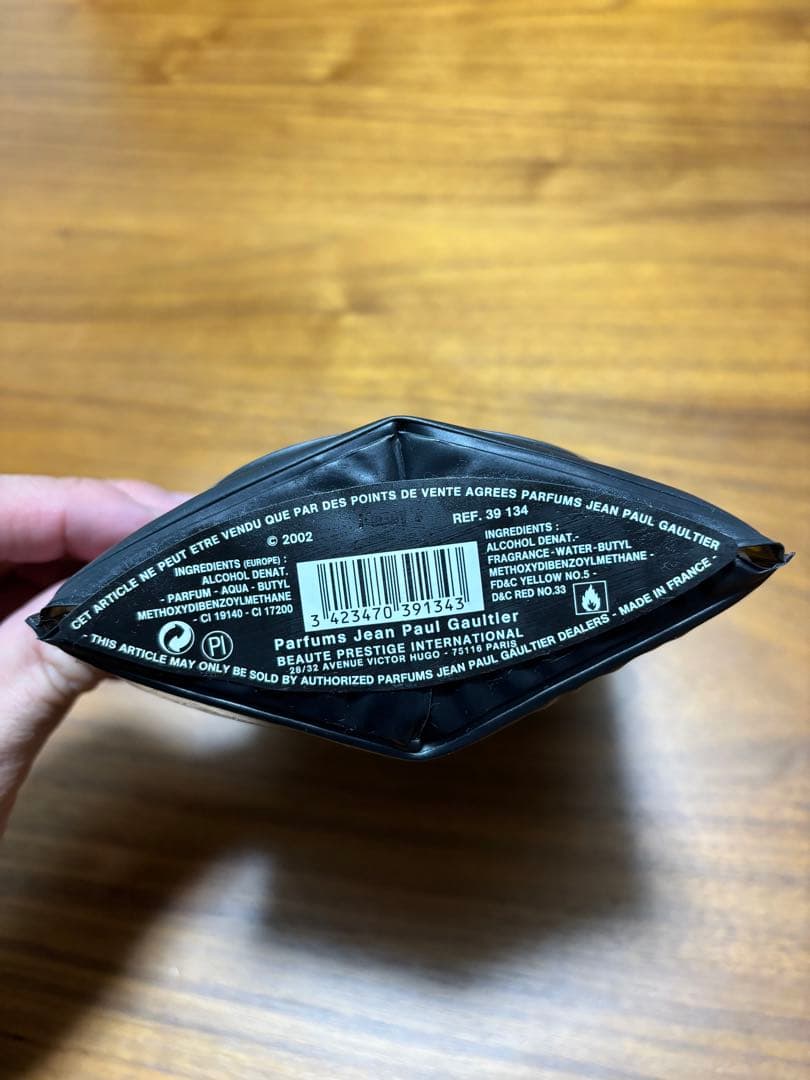 CET ARTICLE NE PEUT ETRE VENDU QUE PAR DES POINTS DE VENTE AGREES PARFUMS JEAN PAUL GAULTIER
© 2002
REF. 39 134
INGREDIENTS (EUROPE) :
ALCOHOL DENAT.
- PARFUM - AQUA - BUTYL
METHOXYDIBENZOYLMETHANE
- CI 19140 - CI 17200
3 423470 391343
INGREDIENTS :
ALCOHOL DENAT.-
FRAGRANCE-WATER-BUTYL
METHOXYDIBENZOYLMETHANE -
FD&C YELLOW NO.5 -
D&C RED NO.33
PI
Parfums Jean Paul Gaultier
BEAUTE PRESTIGE INTERNATIONAL
28/32 AVENUE VICTOR HUGO - 75116 PARIS
- THIS ARTICLE MAY ONLY BE SOLD BY AUTHORIZED PARFUMS JEAN PAUL GAULTIER DEALERS - MADE IN FRANCE -